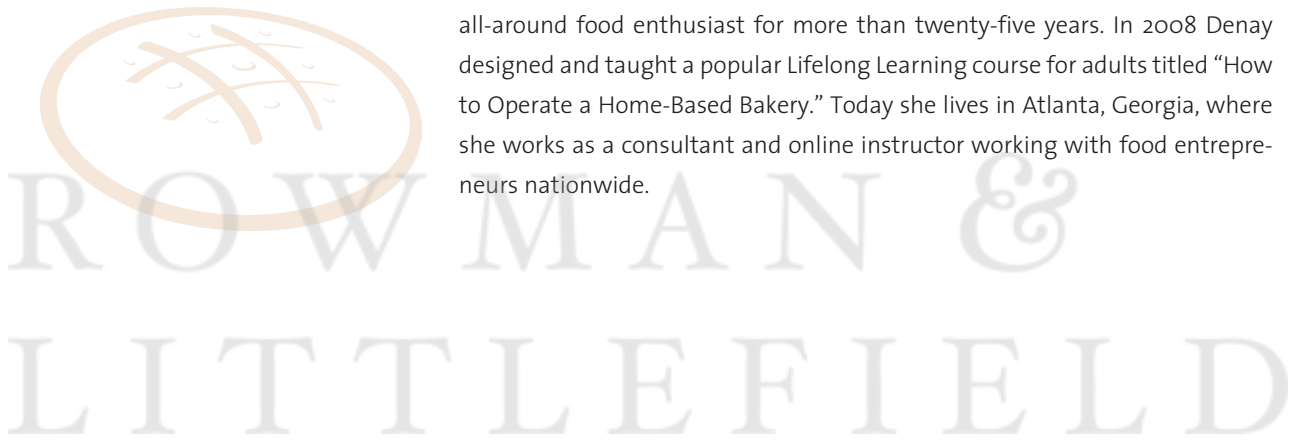 all-around food enthusiast for more than twenty-five years. In 2008 Denay
designed and taught a popular Lifelong Learning course for adults titled “How
to Operate a Home-Based Bakery.” Today she lives in Atlanta, Georgia, where
she works as a consultant and online instructor working with food entrepre-
neurs nationwide.
ROWMAN &
LITTLEFIELD